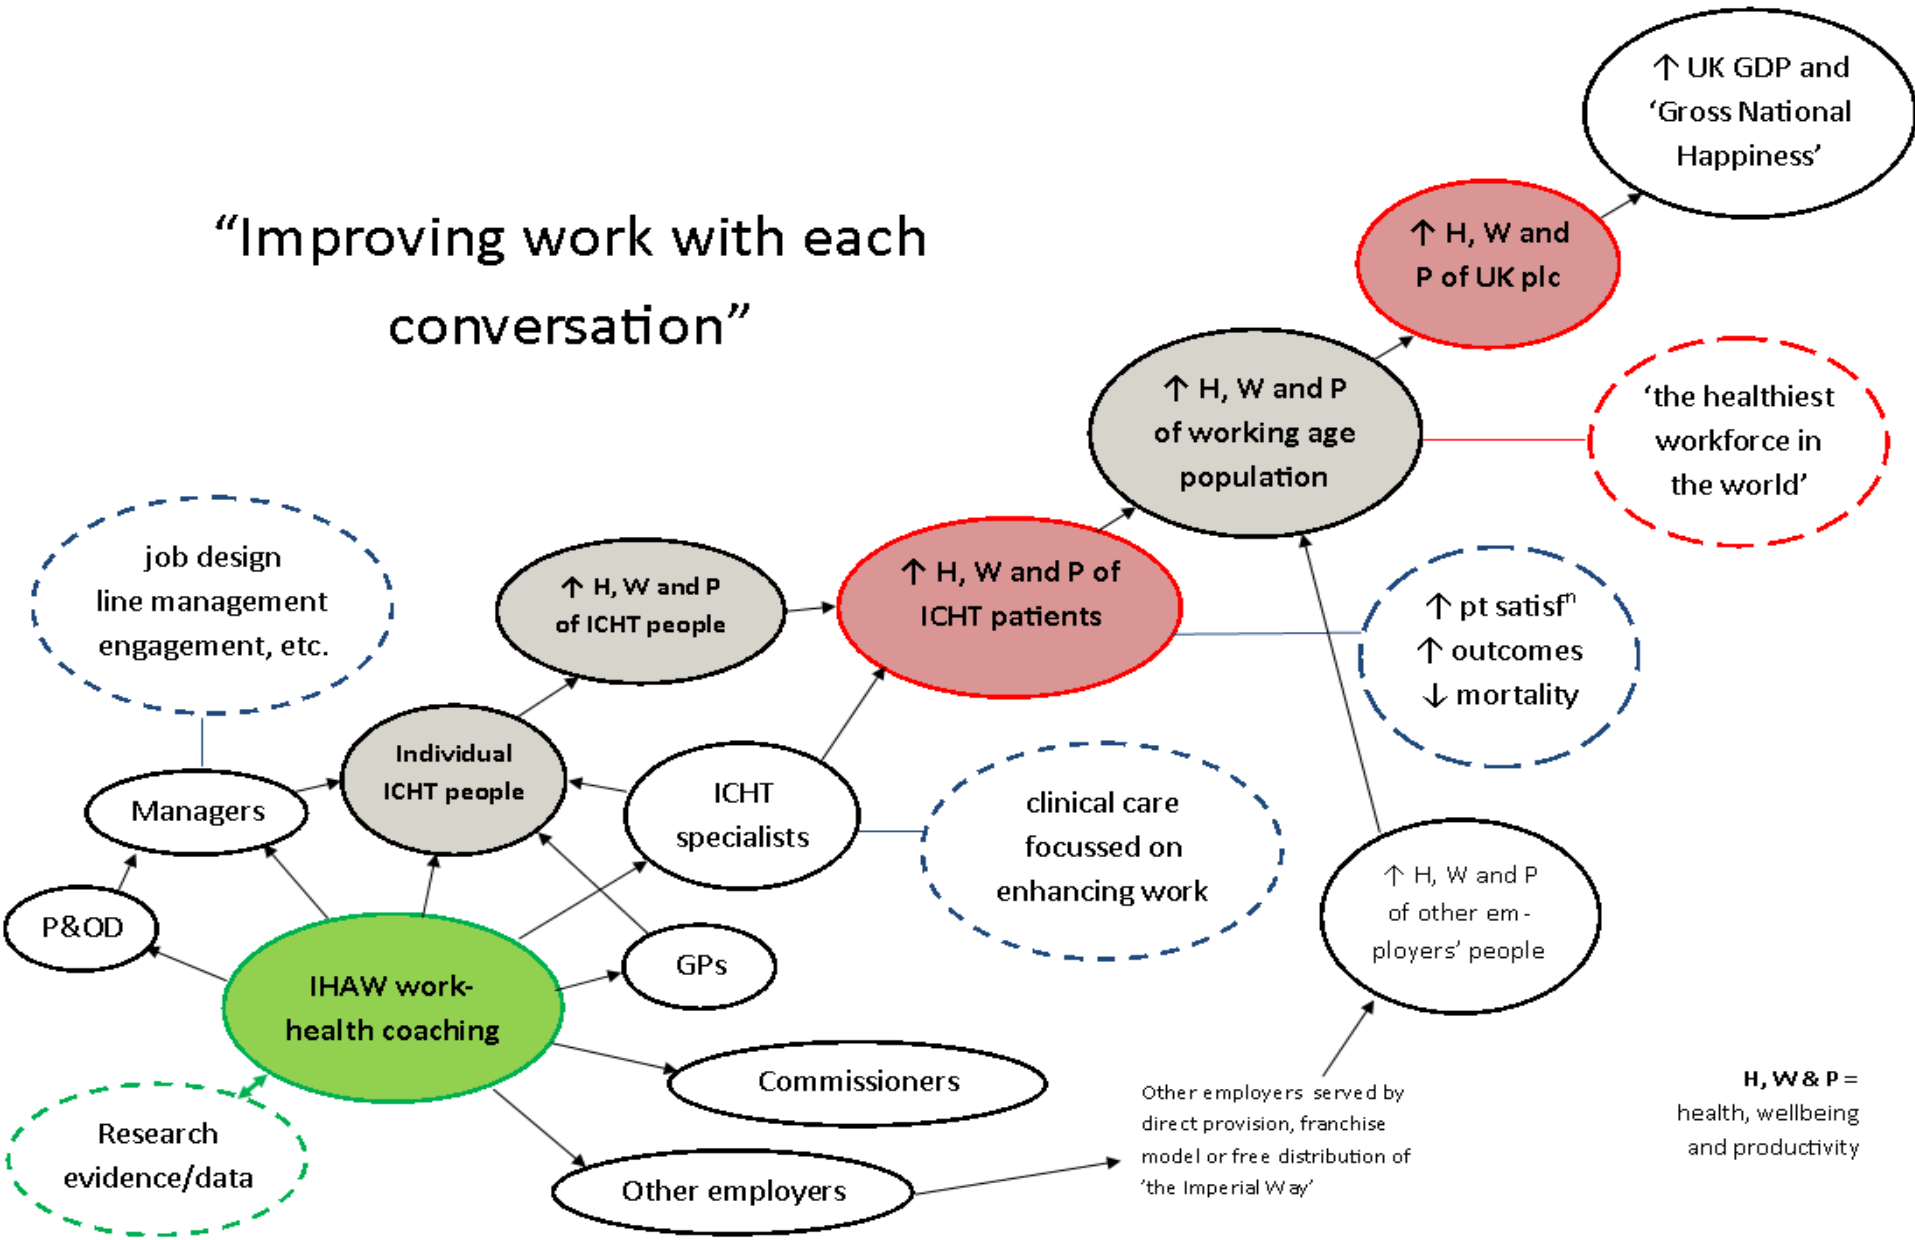 ↑ UK GDP and
‘Gross National
Happiness’
“Improving work with each
conversation”
↑ H, W and
P of UK plc
↑ H, W and P
of working age
population
‘the healthiest
workforce in
the world’
job design
line management
engagement, etc.
↑ H, W and P
of ICHT people
↑ H, W and P of
ICHT patients
↑ pt satisfⁿ
↑ outcomes
↓ mortality
Managers
Individual
ICHT people
ICHT
specialists
clinical care
focussed on
enhancing work
↑ H, W and P
of other em-
ployers’ people
P&OD
GPs
IHAW work-
health coaching
Commissioners
Research
evidence/data
Other employers
Other employers served by
direct provision, franchise
model or free distribution of
‘the Imperial Way’
H, W & P =
health, wellbeing
and productivity